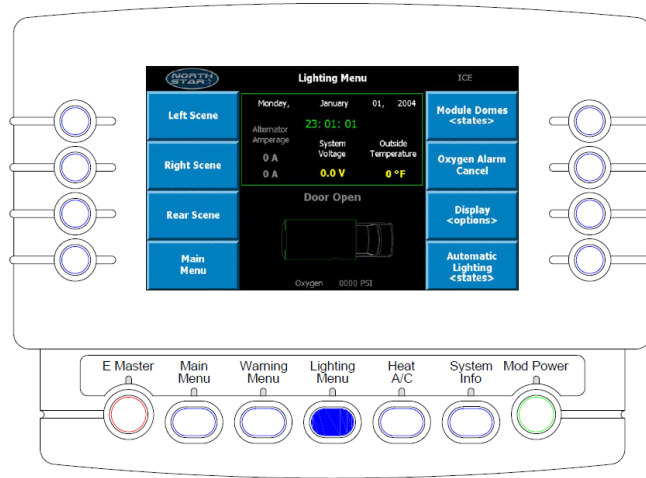 NORTH
STAR
Lighting Menu
ICE
Left Scene
Right Scene
Rear Scene
Main
Menu
Monday, January 01, 2004
23: 01: 01
Alternator
Amperage
0 A
0 A
System
Voltage
0.0 V
Outside
Temperature
0 °F
Door Open
Oxygen 0000 PSI
Module Domes
<states>
Oxygen Alarm
Cancel
Display
<options>
Automatic
Lighting
<states>
E Master
Main
Menu
Warning
Menu
Lighting
Menu
Heat
A/C
System
Info
Mod Power